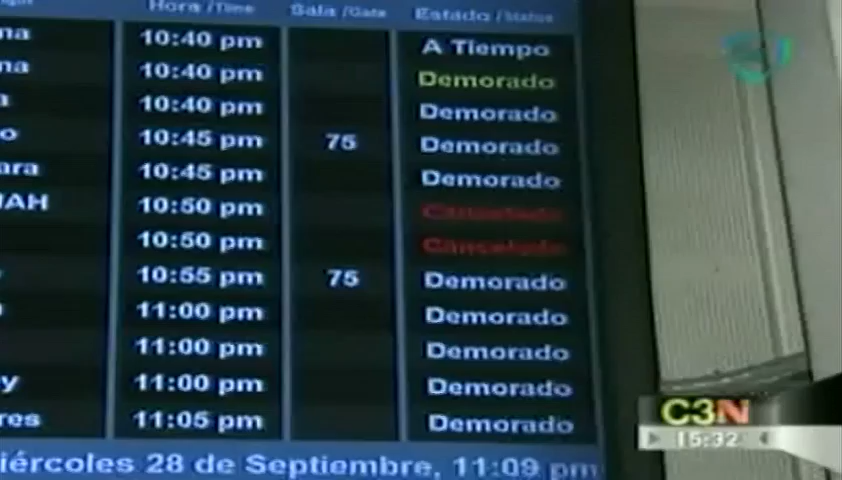 Hora /Time Sala /Gate Estado /Status
na 10:40 pm A Tiempo
na 10:40 pm Demorado
a 10:40 pm Demorado
o 10:45 pm 75 Demorado
ara 10:45 pm Demorado
IAH 10:50 pm Cancelado
10:50 pm Cancelado
10:55 pm 75 Demorado
11:00 pm Demorado
11:00 pm Demorado
y 11:00 pm Demorado
res 11:05 pm Demorado
iércoles 28 de Septiembre, 11:09 pm
C3N
15:32